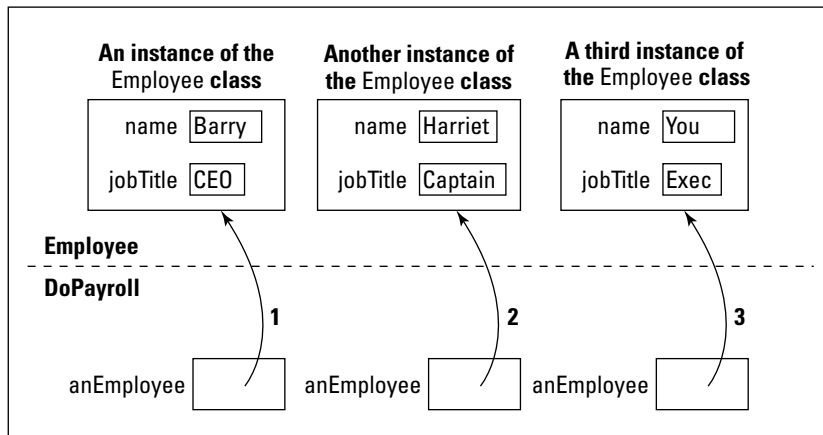 An instance of the
Employee class
name Barry
jobTitle CEO
Another instance of
the Employee class
name Harriet
jobTitle Captain
A third instance of
the Employee class
name You
jobTitle Exec
Employee
DoPayroll
1
2
3
anEmployee
anEmployee
anEmployee